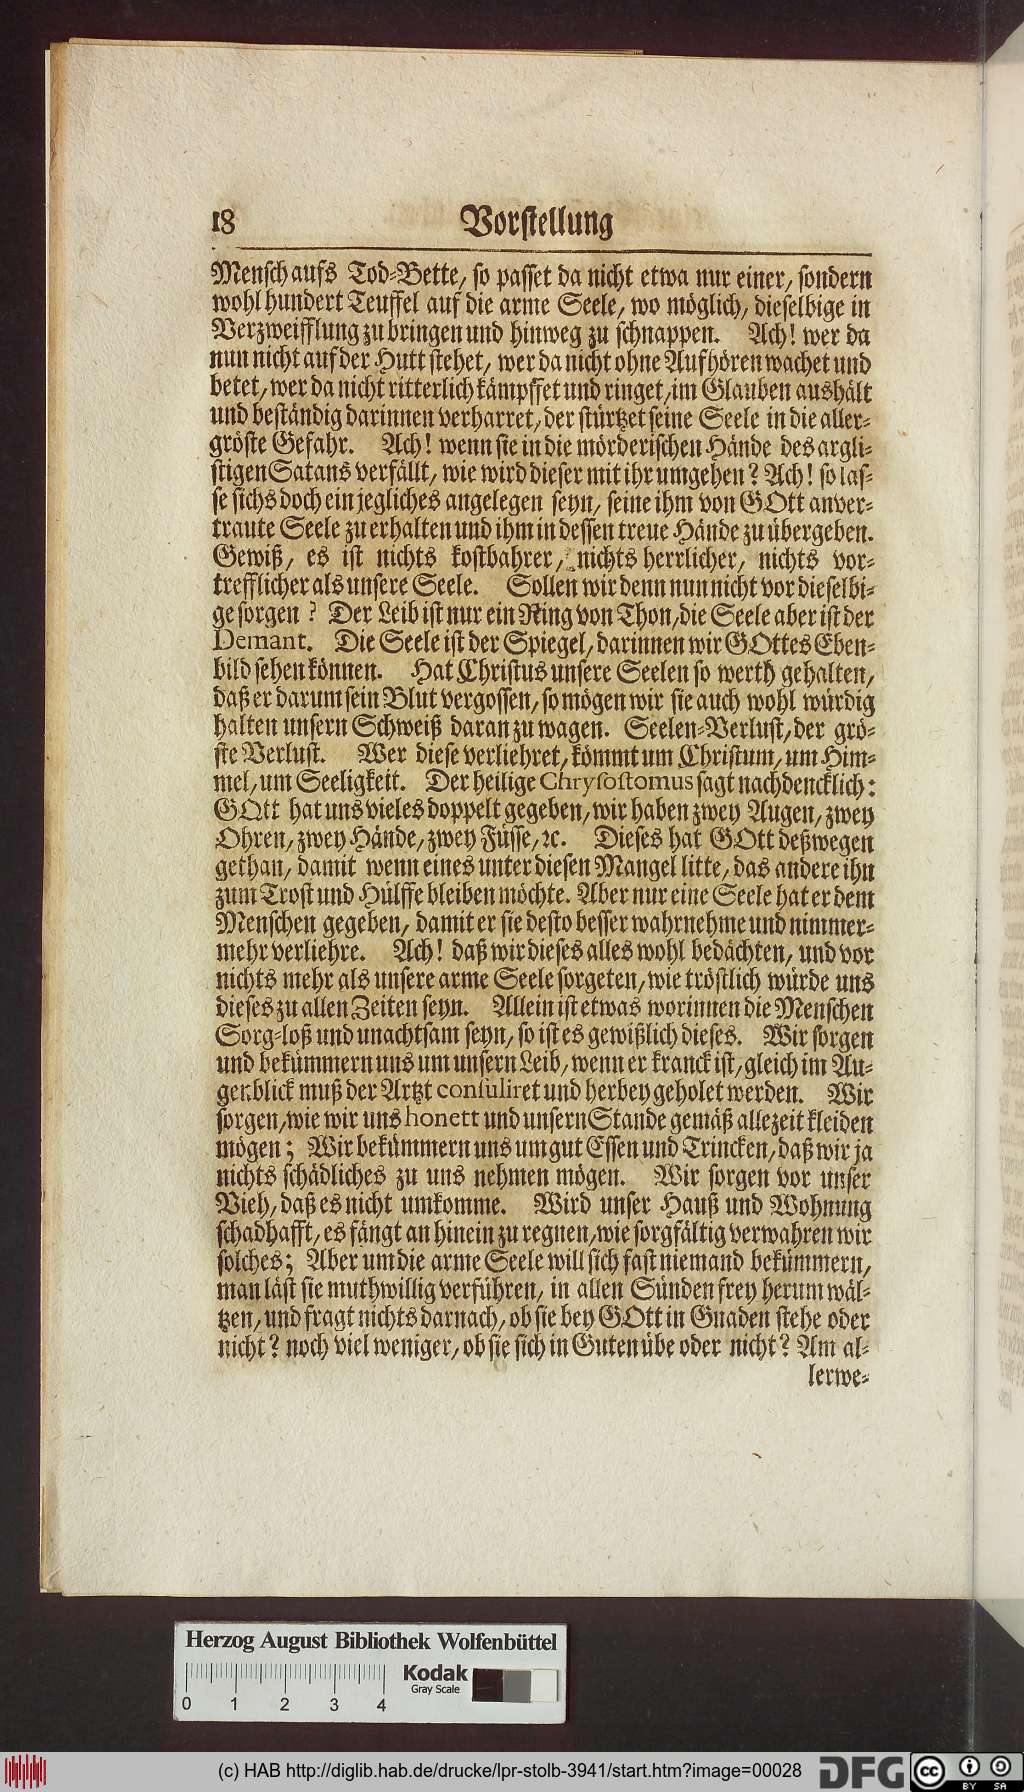 18 Vorstellung
Mensch aufs Tod-Bette, so passet da nicht etwa nur einer, sondern
wohl hundert Teuffel auf die arme Seele, wo möglich, dieselbige in
Verzweifflung zu bringen und hinweg zu schnappen. Ach! wer da
nun nicht auf der Hutt stehet, wer da nicht ohne Aufhören wachet und
betet, wer da nicht ritterlich kämpffet und ringet, im Glauben aushält
und beständig darinnen verharret, der stürtzet seine Seele in die aller-
gröste Gefahr. Ach! wenn sie in die mörderischen Hände des argli-
stigen Satans verfällt, wie wird dieser mit ihr umgehen? Ach! so las-
se sichs doch ein jegliches angelegen seyn, seine ihm von GOtt anver-
traute Seele zu erhalten und ihm in dessen treue Hände zu übergeben.
Gewiß, es ist nichts kostbahrer, nichts herrlicher, nichts vor-
trefflicher als unsere Seele. Sollen wir denn nun nicht vor dieselbi-
ge sorgen? Der Leib ist nur ein Ring von Thon, die Seele aber ist der
Demant. Die Seele ist der Spiegel, darinnen wir GOttes Eben-
bild sehen können. Hat Christus unsere Seelen so werth gehalten,
daß er darum sein Blut vergossen, so mögen wir sie auch wohl würdig
halten unsern Schweiß daran zu wagen. Seelen-Verlust, der grö-
ste Verlust. Wer diese verliehret, kömmt um Christum, um Him-
mel, um Seeligkeit. Der heilige Chrysostomus sagt nachdencklich:
GOtt hat uns vieles doppelt gegeben, wir haben zwey Augen, zwey
Ohren, zwey Hände, zwey Füsse, ꝛc. Dieses hat GOtt deßwegen
gethan, damit wenn eines unter diesen Mangel litte, das andere ihn
zum Trost und Hülffe bleiben möchte. Aber nur eine Seele hat er dem
Menschen gegeben, damit er sie desto besser wahrnehme und nimmer-
mehr verliehre. Ach! daß wir dieses alles wohl bedächten, und vor
nichts mehr als unsere arme Seele sorgeten, wie tröstlich würde uns
dieses zu allen Zeiten seyn. Allein ist etwas worinnen die Menschen
Sorg-loß und unachtsam seyn, so ist es gewißlich dieses. Wir sorgen
und bekümmern uns um unsern Leib, wenn er kranck ist, gleich im Au-
genblick muß der Artzt consuliret und herbey geholet werden. Wir
sorgen, wie wir uns honett und unsern Stande gemäß allezeit kleiden
mögen; Wir bekümmern uns um gut Essen und Trincken, daß wir ja
nichts schädliches zu uns nehmen mögen. Wir sorgen vor unser
Vieh, daß es nicht umkomme. Wird unser Hauß und Wohnung
schadhafft, es fängt an hinein zu regnen, wie sorgfältig verwahren wir
solches; Aber um die arme Seele will sich fast niemand bekümmern,
man läst sie muthwillig verführen, in allen Sünden frey herum wäl-
tzen, und fragt nichts darnach, ob sie bey GOtt in Gnaden stehe oder
nicht? noch viel weniger, ob sie sich in Guten übe oder nicht? Am al-
lerwe-
Herzog August Bibliothek Wolfenbüttel
Kodak
Gray Scale
0 1 2 3 4
(c) HAB http://diglib.hab.de/drucke/lpr-stolb-3941/start.htm?image=00028
DFG
cc BY SA